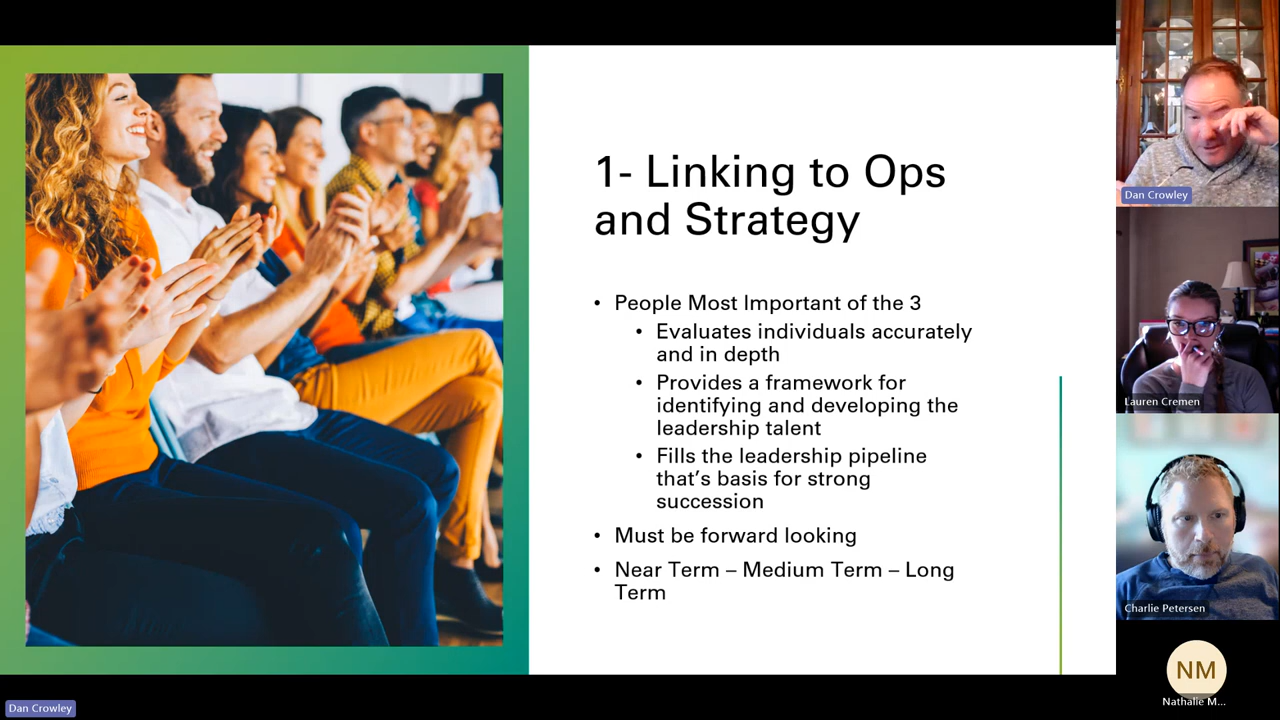 1- Linking to Ops
and Strategy
• People Most Important of the 3
• Evaluates individuals accurately
and in depth
• Provides a framework for
identifying and developing the
leadership talent
• Fills the leadership pipeline
that’s basis for strong
succession
• Must be forward looking
• Near Term – Medium Term – Long
Term
Dan Crowley
Lauren Cremen
Charlie Petersen
NM
Nathalie M...
Dan Crowley